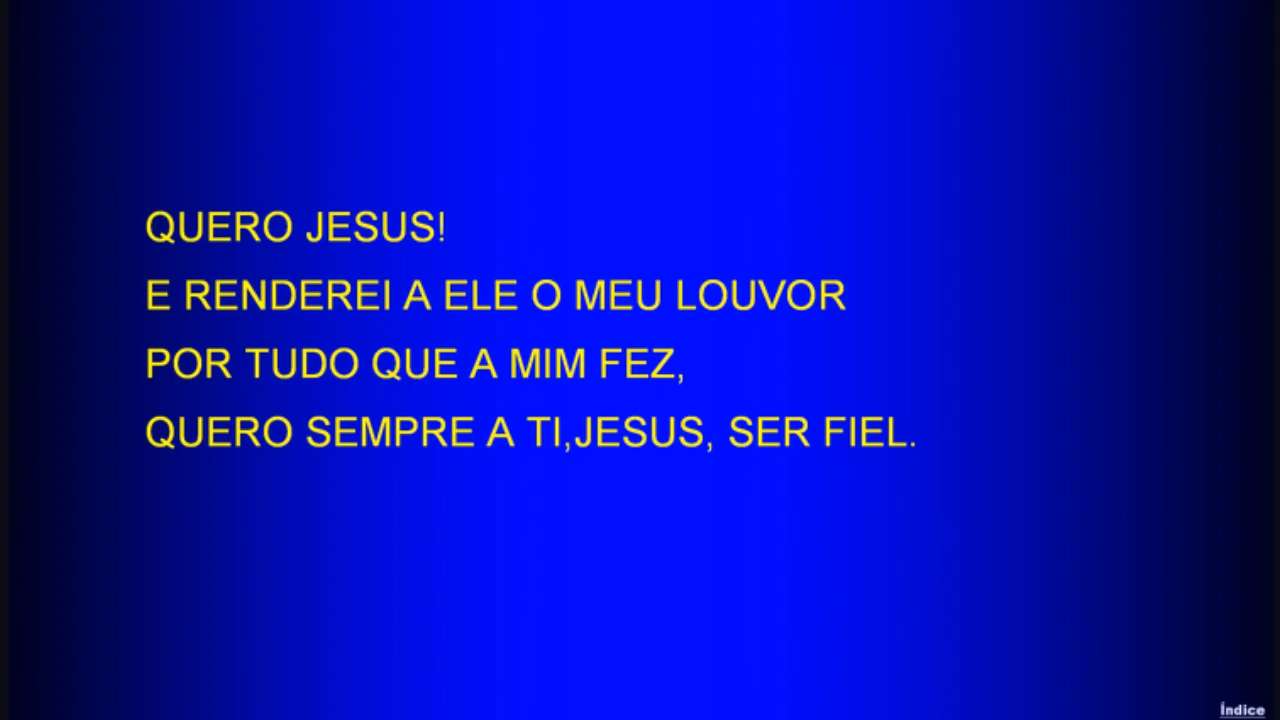 QUERO JESUS!
E RENDEREI A ELE O MEU LOUVOR
POR TUDO QUE A MIM FEZ,
QUERO SEMPRE A TI,JESUS, SER FIEL.
Índice